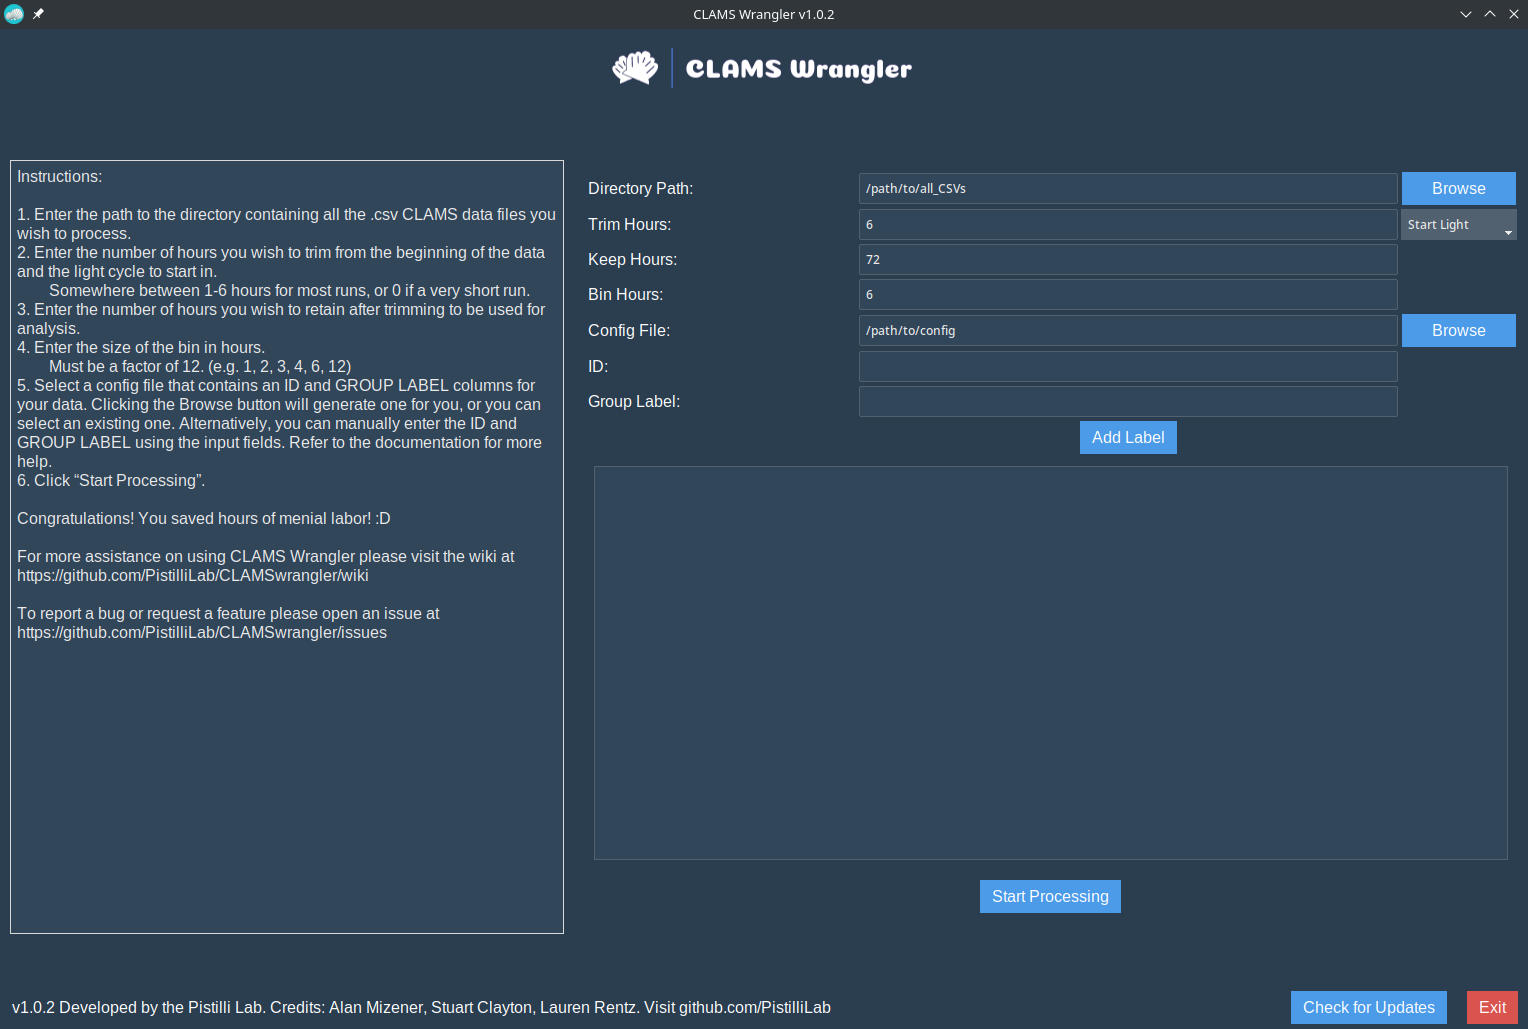 CLAMS Wrangler v1.0.2
CLAMS Wrangler
Instructions:
1. Enter the path to the directory containing all the .csv CLAMS data files you
wish to process.
2. Enter the number of hours you wish to trim from the beginning of the data
and the light cycle to start in.
Somewhere between 1-6 hours for most runs, or 0 if a very short run.
3. Enter the number of hours you wish to retain after trimming to be used for
analysis.
4. Enter the size of the bin in hours.
Must be a factor of 12. (e.g. 1, 2, 3, 4, 6, 12)
5. Select a config file that contains an ID and GROUP LABEL columns for
your data. Clicking the Browse button will generate one for you, or you can
select an existing one. Alternatively, you can manually enter the ID and
GROUP LABEL using the input fields. Refer to the documentation for more
help.
6. Click “Start Processing”.
Congratulations! You saved hours of menial labor! :D
For more assistance on using CLAMS Wrangler please visit the wiki at
https://github.com/PistilliLab/CLAMSwrangler/wiki
To report a bug or request a feature please open an issue at
https://github.com/PistilliLab/CLAMSwrangler/issues
Directory Path: /path/to/all_CSVs Browse
Trim Hours: 6 Start Light
Keep Hours: 72
Bin Hours: 6
Config File: /path/to/config Browse
ID:
Group Label:
Add Label
Start Processing
v1.0.2 Developed by the Pistilli Lab. Credits: Alan Mizener, Stuart Clayton, Lauren Rentz. Visit github.com/PistilliLab
Check for Updates Exit